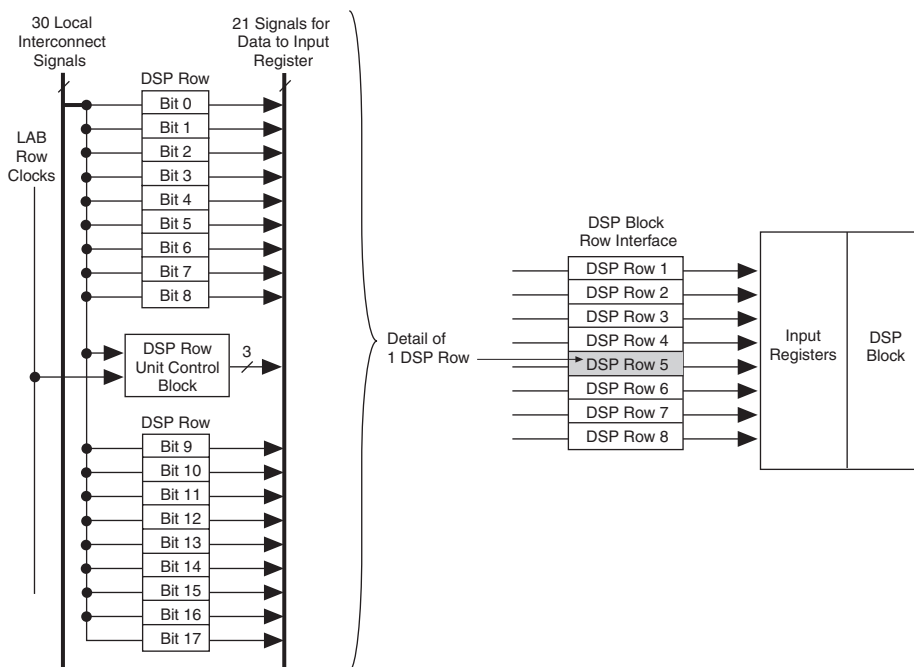 30 Local
Interconnect
Signals
21 Signals for
Data to Input
Register
DSP Row
Bit 0
Bit 1
Bit 2
Bit 3
Bit 4
Bit 5
Bit 6
Bit 7
Bit 8
LAB
Row
Clocks
DSP Row
Unit Control
Block
3
DSP Row
Bit 9
Bit 10
Bit 11
Bit 12
Bit 13
Bit 14
Bit 15
Bit 16
Bit 17
Detail of
1 DSP Row
DSP Block
Row Interface
DSP Row 1
DSP Row 2
DSP Row 3
DSP Row 4
DSP Row 5
DSP Row 6
DSP Row 7
DSP Row 8
Input
Registers
DSP
Block